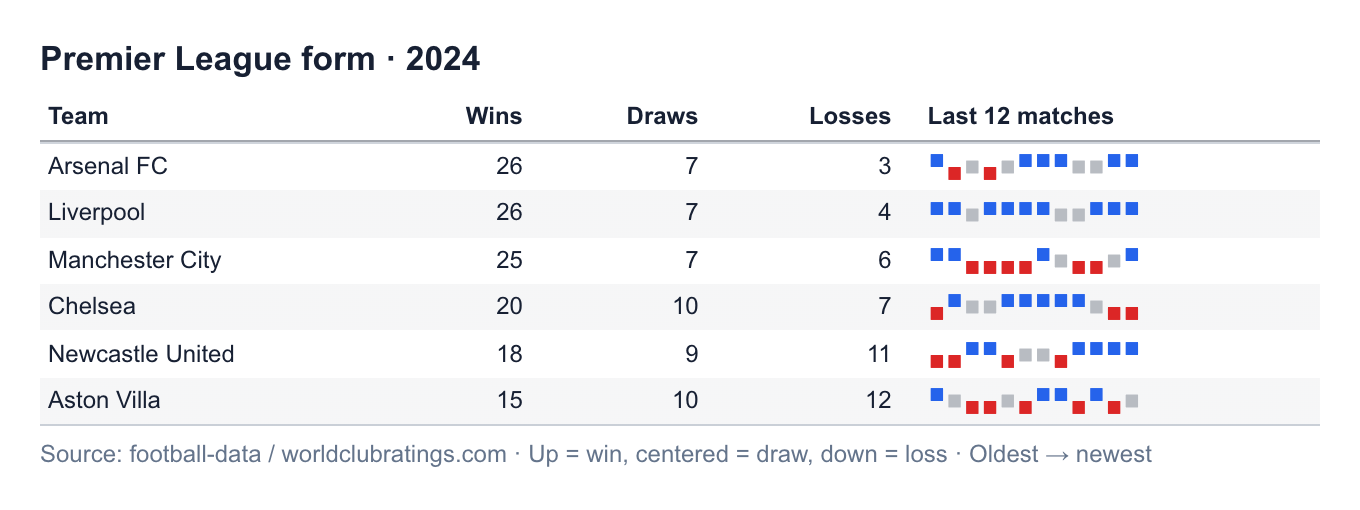 Premier League form · 2024
Team Wins Draws Losses Last 12 matches
Arsenal FC 26 7 3
Liverpool 26 7 4
Manchester City 25 7 6
Chelsea 20 10 7
Newcastle United 18 9 11
Aston Villa 15 10 12
Source: football-data / worldclubratings.com · Up = win, centered = draw, down = loss · Oldest → newest